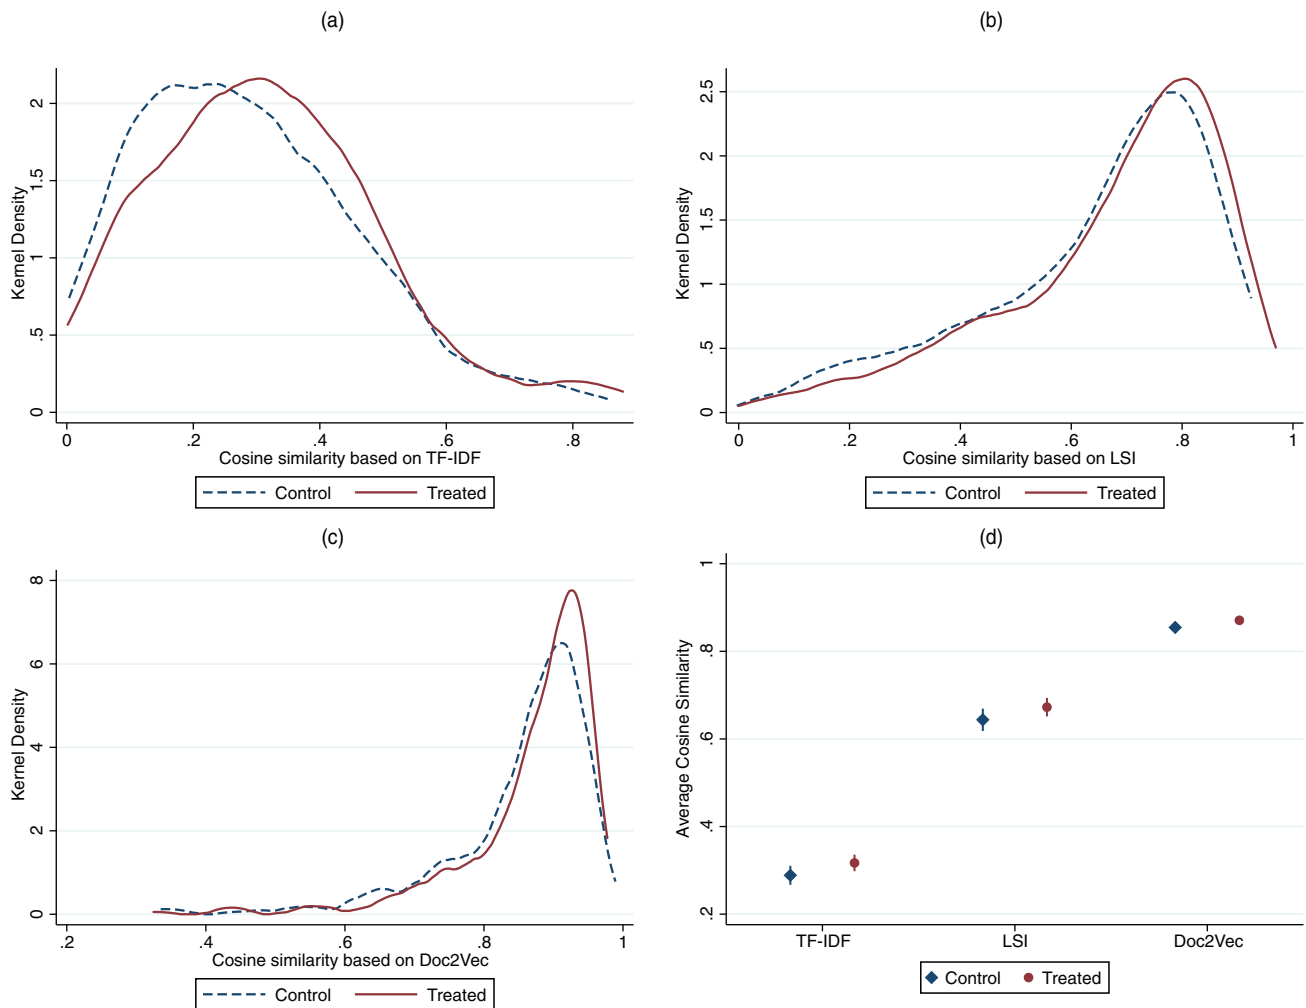 (a)
Kernel Density
0 .5 1 1.5 2
0 .2 .4 .6 .8
Cosine similarity based on TF-IDF
Control Treated
(b)
Kernel Density
0 .5 1 1.5 2 2.5
0 .2 .4 .6 .8 1
Cosine similarity based on LSI
Control Treated
(c)
Kernel Density
0 2 4 6 8
.2 .4 .6 .8 1
Cosine similarity based on Doc2Vec
Control Treated
(d)
Average Cosine Similarity
.2 .4 .6 .8 1
TF-IDF LSI Doc2Vec
Control Treated